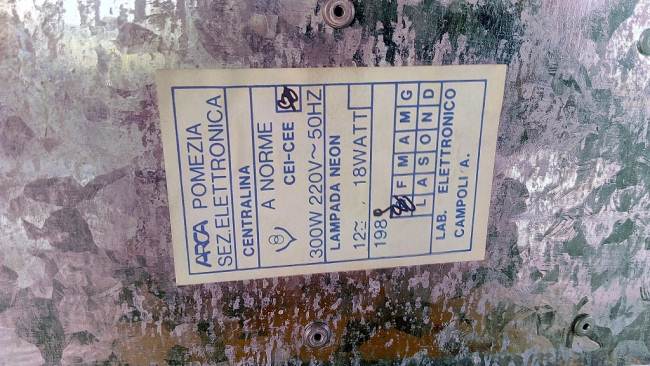 ARCA POMEZIA
SEZ. ELETTRONICA
CENTRALINA
A NORME
CEI-CEE
300W 220V~50HZ
LAMPADA NEON
18WATT
198
F M A M G
L A S O N D
LAB. ELETTRONICO
CAMPOLI A.